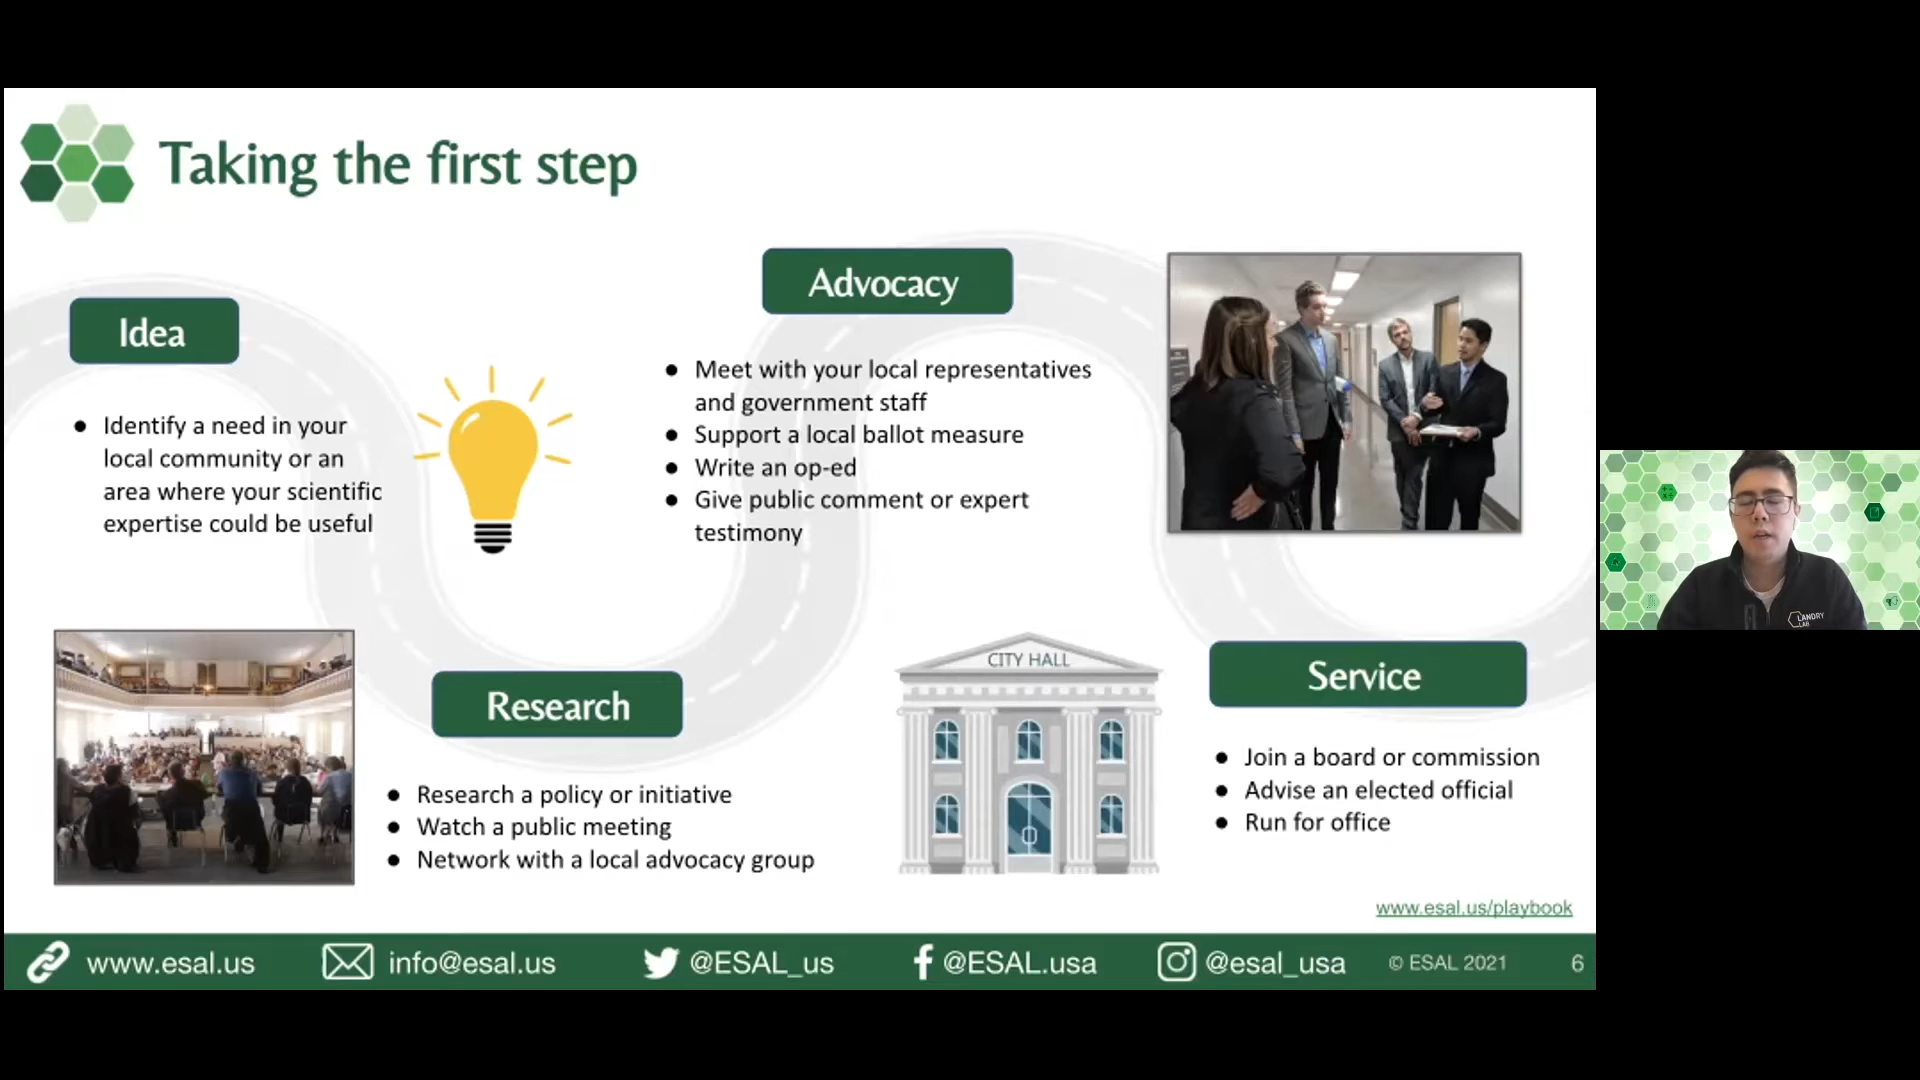 Taking the first step
Idea
Identify a need in your
local community or an
area where your scientific
expertise could be useful
Research
Research a policy or initiative
Watch a public meeting
Network with a local advocacy group
Advocacy
Meet with your local representatives
and government staff
Support a local ballot measure
Write an op-ed
Give public comment or expert
testimony
CITY HALL
Service
Join a board or commission
Advise an elected official
Run for office
www.esal.us/playbook
www.esal.us
info@esal.us
@ESAL_us
@ESAL.usa
@esal_usa
© ESAL 2021
6
LANDRY
LAB